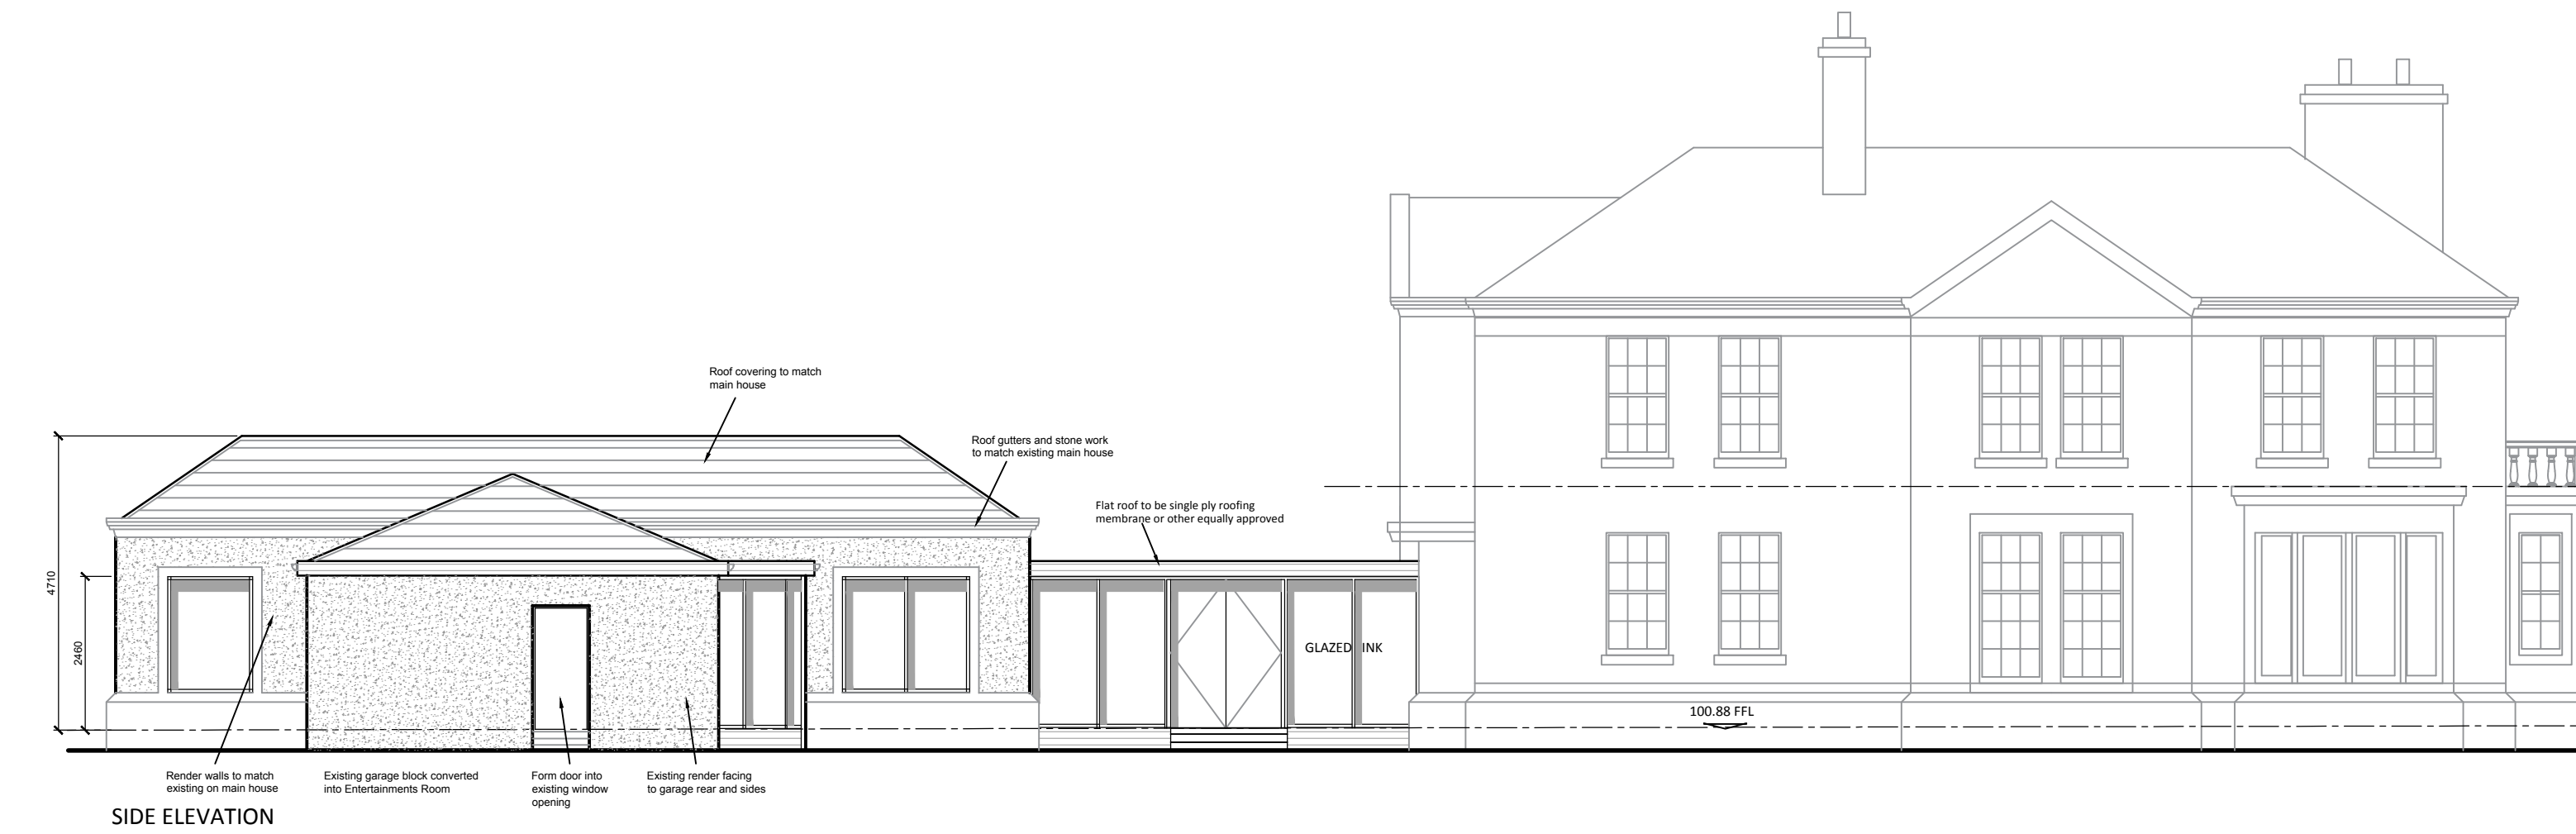 Roof covering to match
main house
Roof gutters and stone work
to match existing main house
Flat roof to be single ply roofing
membrane or other equally approved
4710
2460
GLAZED INK
100.88 FFL
Render walls to match
existing on main house
Existing garage block converted
into Entertainments Room
Form door into
existing window
opening
Existing render facing
to garage rear and sides
SIDE ELEVATION